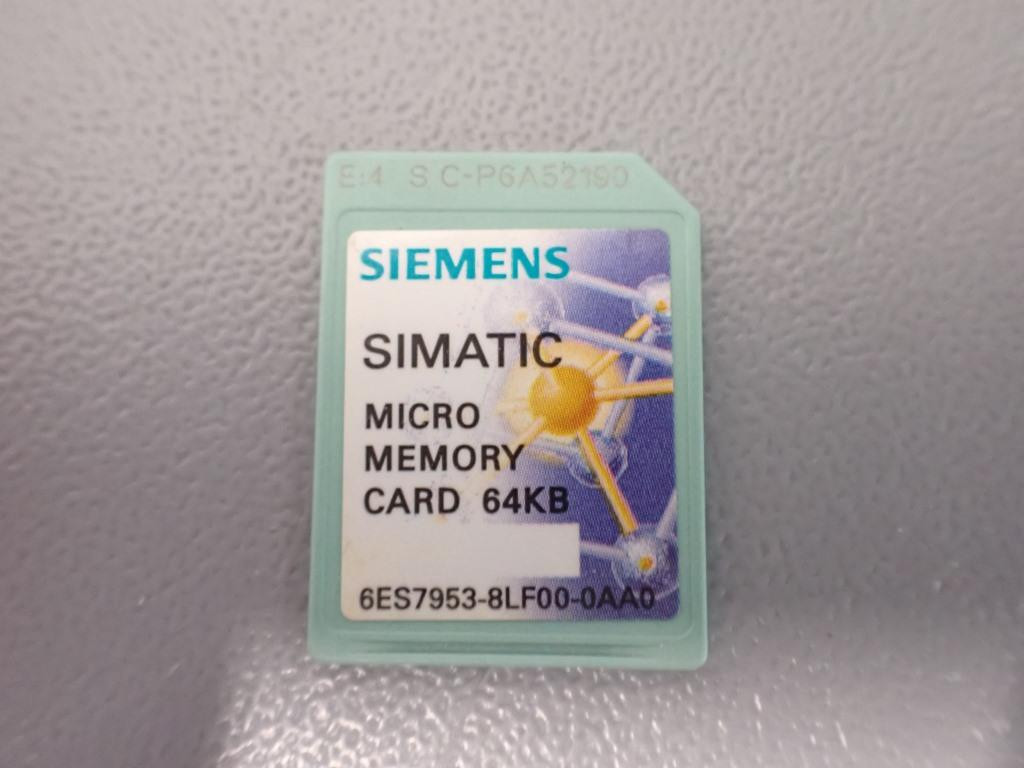 E:4 S C-P6A52190
SIEMENS
SIMATIC
MICRO
MEMORY
CARD 64KB
6ES7953-8LF00-0AA0